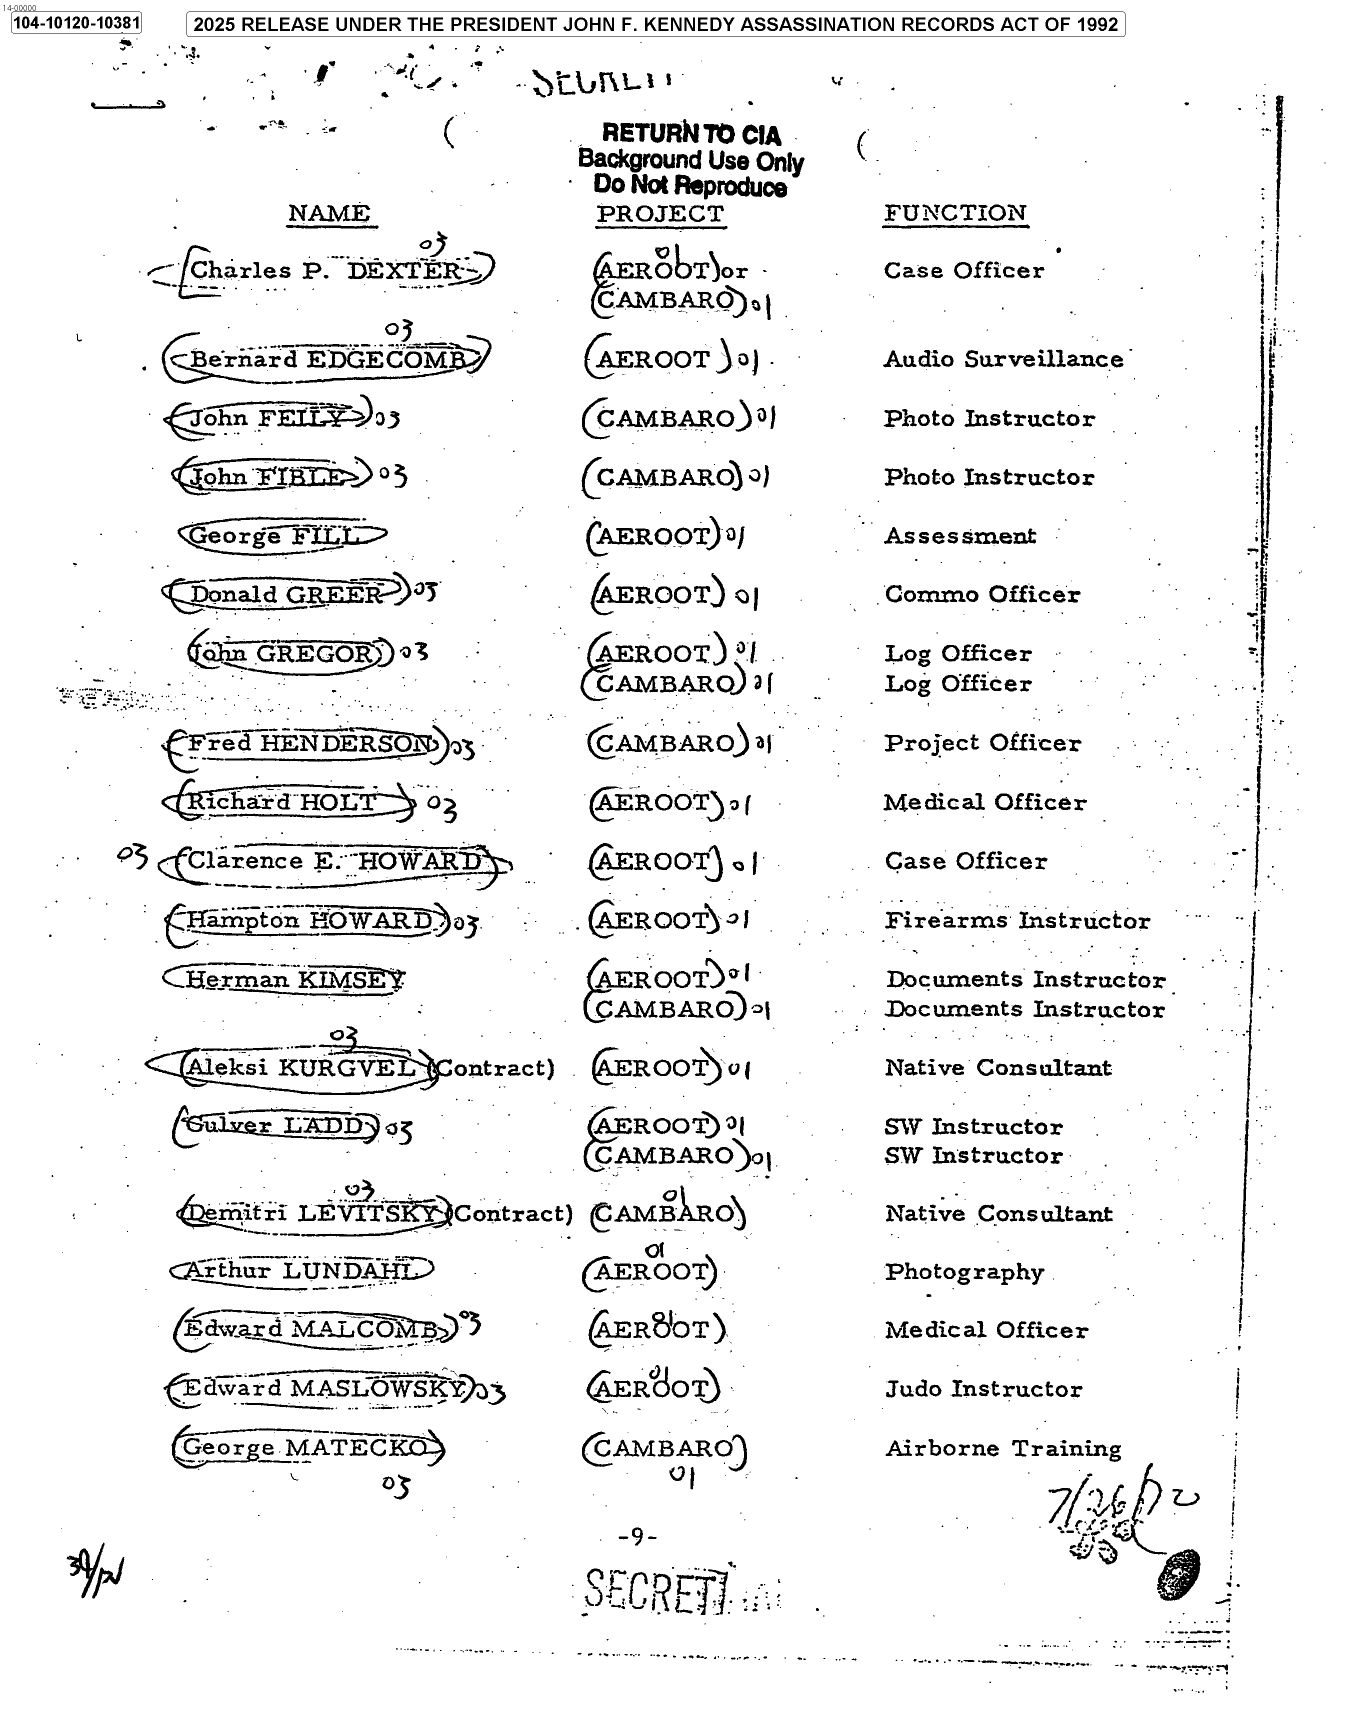 14-00000
104-10120-10381
2025 RELEASE UNDER THE PRESIDENT JOHN F. KENNEDY ASSASSINATION RECORDS ACT OF 1992
RETURN TO CIA
Background Use Only
Do Not Reproduce
NAME PROJECT FUNCTION
03 01
Charles P. DEXTER (AEROOT) or Case Officer
(CAMBARO) 01
03
Bernard EDGECOMB (AEROOT) 01 Audio Surveillance
John FEILY 03 (CAMBARO) 01 Photo Instructor
John FIBLE 03 (CAMBARO) 01 Photo Instructor
George FILL (AEROOT) 01 Assessment
Donald GREER 03 (AEROOT) 01 Commo Officer
John GREGOR 03 (AEROOT) 01 Log Officer
(CAMBARO) 01 Log Officer
Fred HENDERSON 03 (CAMBARO) 01 Project Officer
Richard HOLT 03 (AEROOT) 01 Medical Officer
03 Clarence E. HOWARD (AEROOT) 01 Case Officer
Hampton HOWARD 03 (AEROOT) 01 Firearms Instructor
Herman KIMSEY (AEROOT) 01 Documents Instructor
(CAMBARO) 01 Documents Instructor
03
Aleksi KURGVEL (Contract) (AEROOT) 01 Native Consultant
Culver LADD 03 (AEROOT) 01 SW Instructor
(CAMBARO) 01 SW Instructor
03 01
Demitri LEVITSKY (Contract) (CAMBARO) Native Consultant
01
Arthur LUNDAHL (AEROOT) Photography
Edward MALCOMB 03 (AEROOT) 01 Medical Officer
Edward MASLOWSKY 03 (AEROOT) 01 Judo Instructor
George MATECKO (CAMBARO) Airborne Training
03 01
7/26/72
-9-
SECRET